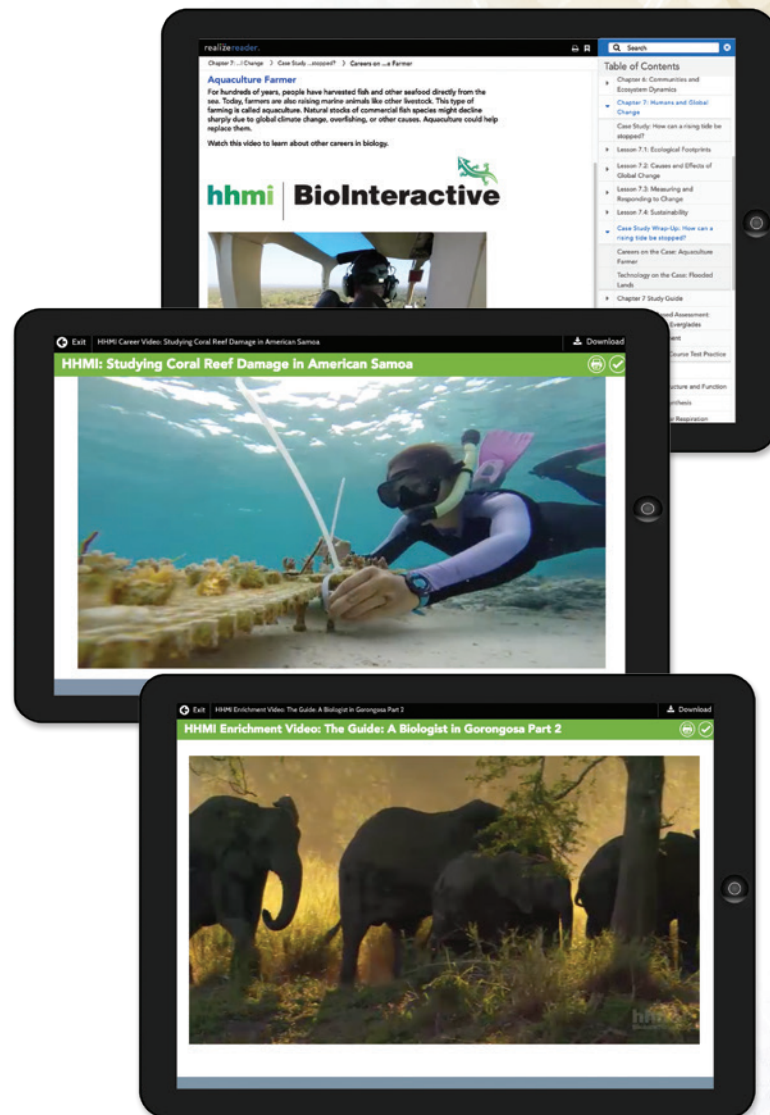 realizereader.
Search
Chapter 7:...l Change > Case Study ...stopped? > Careers on ...e Farmer
Aquaculture Farmer
For hundreds of years, people have harvested fish and other seafood directly from the
sea. Today, farmers are also raising marine animals like other livestock. This type of
farming is called aquaculture. Natural stocks of commercial fish species might decline
sharply due to global climate change, overfishing, or other causes. Aquaculture could help
replace them.
Watch this video to learn about other careers in biology.
hhmi | BioInteractive
Table of Contents
Chapter 6: Communities and
Ecosystem Dynamics
Chapter 7: Humans and Global
Change
Case Study: How can a rising tide be
stopped?
Lesson 7.1: Ecological Footprints
Lesson 7.2: Causes and Effects of
Global Change
Lesson 7.3: Measuring and
Responding to Change
Lesson 7.4: Sustainability
Case Study Wrap-Up: How can a
rising tide be stopped?
Careers on the Case: Aquaculture
Farmer
Technology on the Case: Flooded
Lands
Chapter 7 Study Guide
Assessment:
Everglades
Course Test Practice
and Function
Respiration
Exit | HHMI Career Video: Studying Coral Reef Damage in American Samoa
Download
HHMI: Studying Coral Reef Damage in American Samoa
Exit | HHMI Enrichment Video: The Guide: A Biologist in Gorongosa Part 2
Download
HHMI Enrichment Video: The Guide: A Biologist in Gorongosa Part 2
hhmi